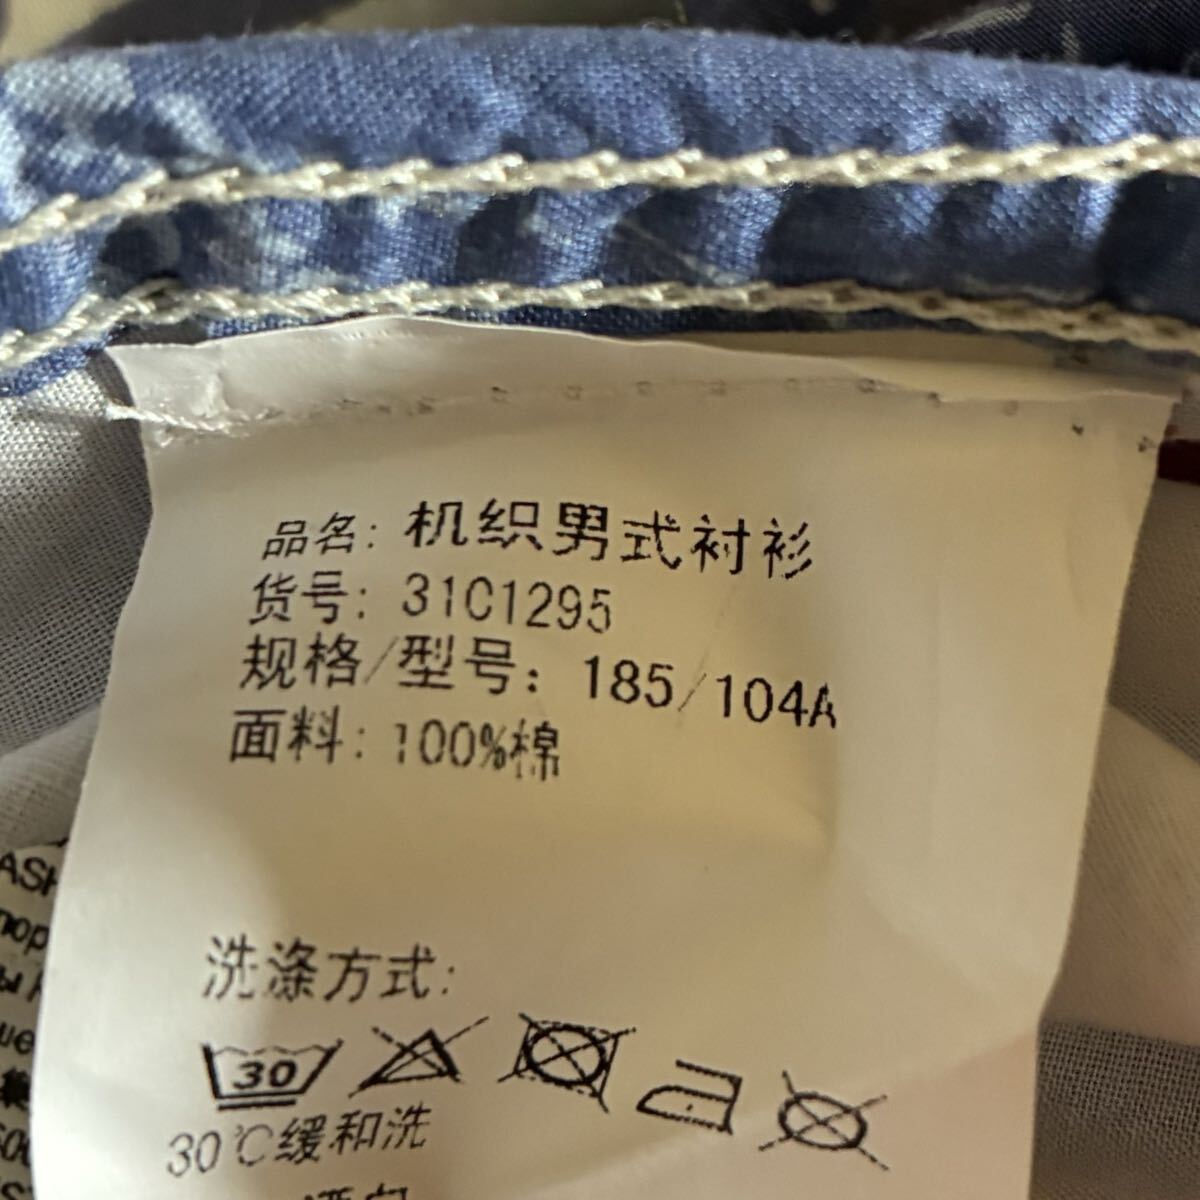 品名: 机织男式衬衫
货号: 31C1295
规格/型号: 185/104A
面料: 100%棉
洗涤方式:
30
30℃缓和洗